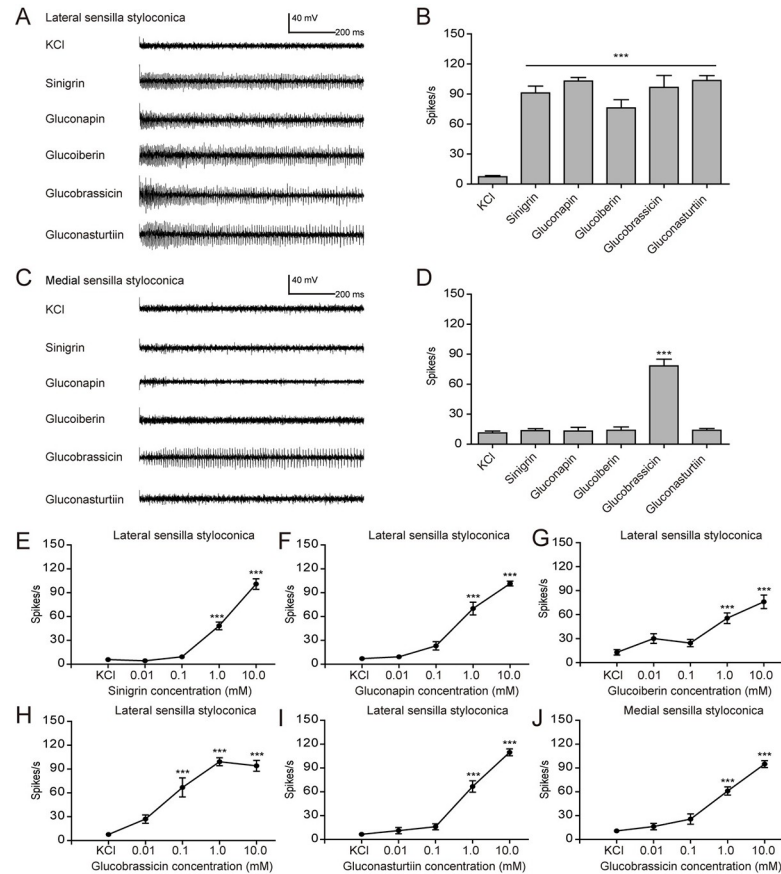 A
Lateral sensilla styloconica
40 mV
200 ms
KCl
Sinigrin
Gluconapin
Glucoiberin
Glucobrassicin
Gluconasturtiin
B
150
120
90
60
30
0
Spikes/s
***
KCl
Sinigrin
Gluconapin
Glucoiberin
Glucobrassicin
Gluconasturtiin
C
Medial sensilla styloconica
40 mV
200 ms
KCl
Sinigrin
Gluconapin
Glucoiberin
Glucobrassicin
Gluconasturtiin
D
150
120
90
60
30
0
Spikes/s
***
KCl
Sinigrin
Gluconapin
Glucoiberin
Glucobrassicin
Gluconasturtiin
E
Lateral sensilla styloconica
150
120
90
60
30
0
Spikes/s
***
***
KCl 0.01 0.1 1.0 10.0
Sinigrin concentration (mM)
F
Lateral sensilla styloconica
150
120
90
60
30
0
Spikes/s
***
***
KCl 0.01 0.1 1.0 10.0
Gluconapin concentration (mM)
G
Lateral sensilla styloconica
150
120
90
60
30
0
Spikes/s
***
***
KCl 0.01 0.1 1.0 10.0
Glucoiberin concentration (mM)
H
Lateral sensilla styloconica
150
120
90
60
30
0
Spikes/s
***
***
***
KCl 0.01 0.1 1.0 10.0
Glucobrassicin concentration (mM)
I
Lateral sensilla styloconica
150
120
90
60
30
0
Spikes/s
***
***
KCl 0.01 0.1 1.0 10.0
Gluconasturtiin concentration (mM)
J
Medial sensilla styloconica
150
120
90
60
30
0
Spikes/s
***
***
KCl 0.01 0.1 1.0 10.0
Glucobrassicin concentration (mM)